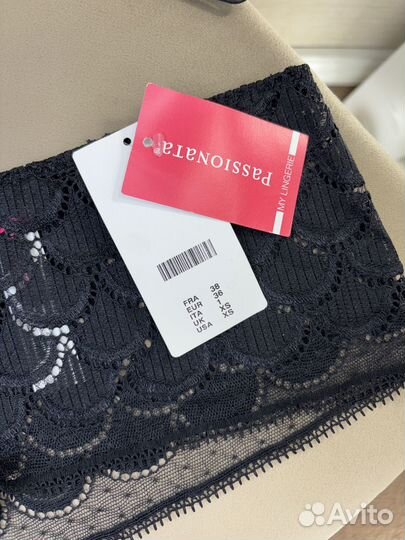 PASSIONATA
MY LINGERIE
FRA 38
EUR 36
ITA 1
UK XS
USA XS
Avito